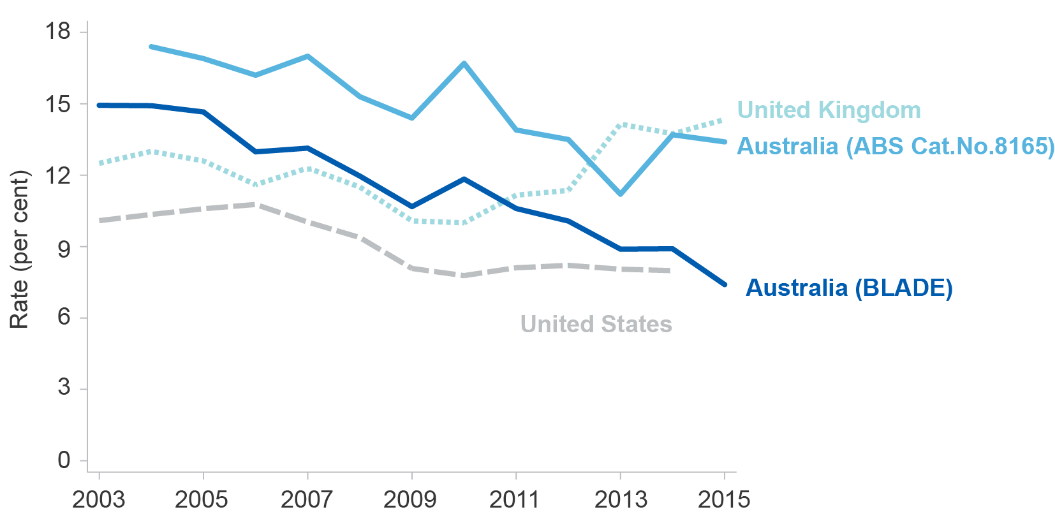 18
15
12
9
6
3
0
Rate (per cent)
United Kingdom
Australia (ABS Cat.No.8165)
Australia (BLADE)
United States
2003 2005 2007 2009 2011 2013 2015